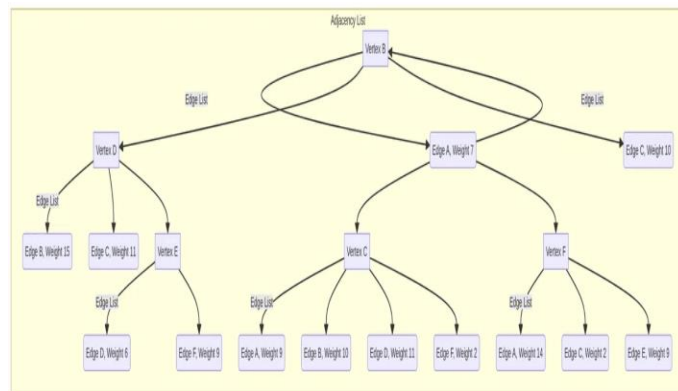 Adjacency List
Vertex B
Edge List
Edge List
Vertex D
Edge A, Weight 7
Edge C, Weight 10
Edge List
Edge B, Weight 15
Edge C, Weight 11
Vertex E
Vertex C
Vertex F
Edge List
Edge List
Edge List
Edge D, Weight 6
Edge F, Weight 9
Edge A, Weight 9
Edge B, Weight 10
Edge D, Weight 11
Edge F, Weight 2
Edge A, Weight 14
Edge C, Weight 2
Edge E, Weight 9